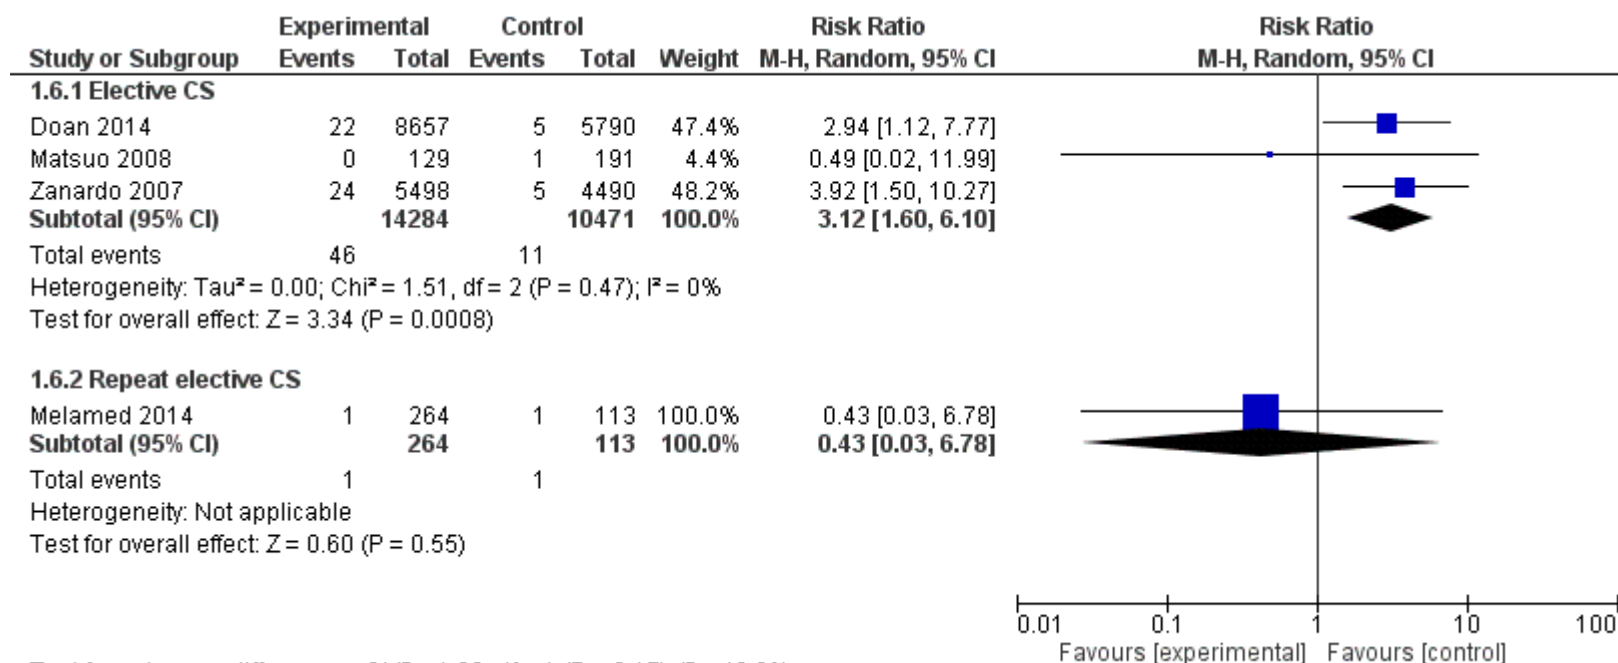 Experimental Control Risk Ratio Risk Ratio
Study or Subgroup Events Total Events Total Weight M-H, Random, 95% CI M-H, Random, 95% CI
1.6.1 Elective CS
Doan 2014 22 8657 5 5790 47.4% 2.94 [1.12, 7.77]
Matsuo 2008 0 129 1 191 4.4% 0.49 [0.02, 11.99]
Zanardo 2007 24 5498 5 4490 48.2% 3.92 [1.50, 10.27]
Subtotal (95% CI) 14284 10471 100.0% 3.12 [1.60, 6.10]
Total events 46 11
Heterogeneity: Tau² = 0.00; Chi² = 1.51, df = 2 (P = 0.47); I² = 0%
Test for overall effect: Z = 3.34 (P = 0.0008)
1.6.2 Repeat elective CS
Melamed 2014 1 264 1 113 100.0% 0.43 [0.03, 6.78]
Subtotal (95% CI) 264 113 100.0% 0.43 [0.03, 6.78]
Total events 1 1
Heterogeneity: Not applicable
Test for overall effect: Z = 0.60 (P = 0.55)
0.01 0.1 1 10 100
Favours [experimental] Favours [control]